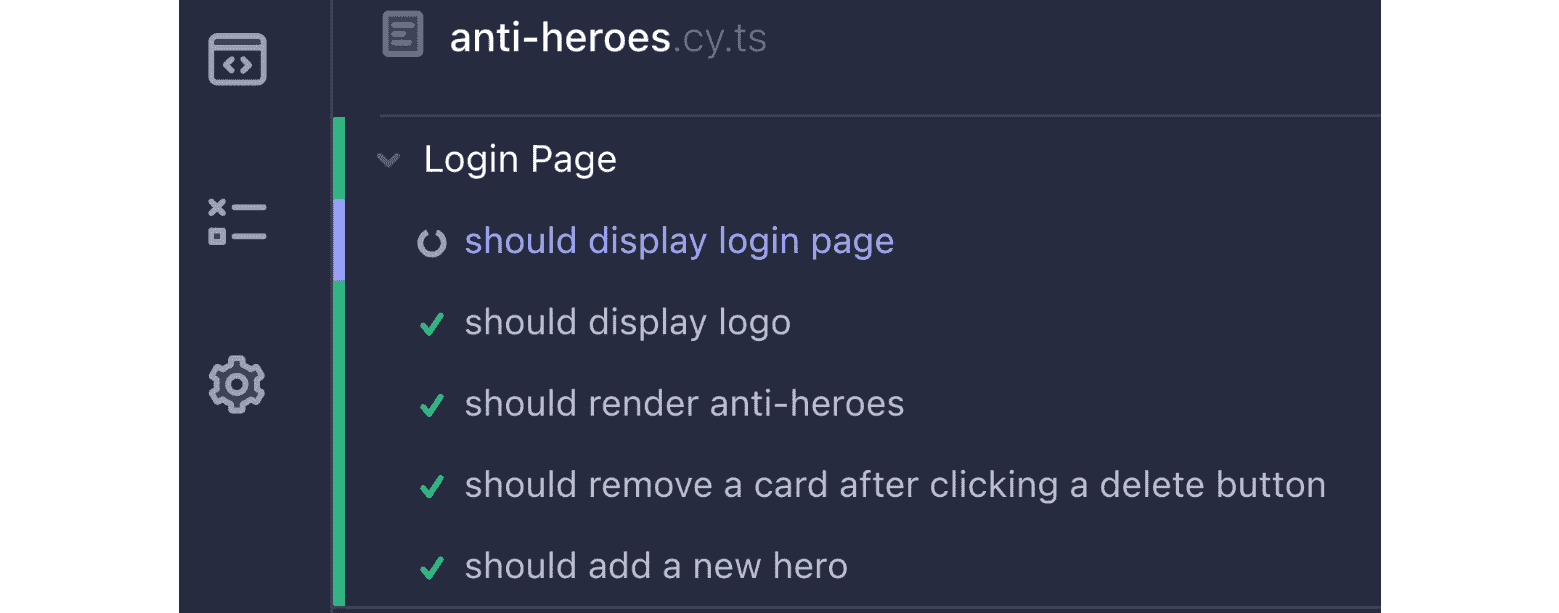 anti-heroes.cy.ts
Login Page
should display login page
should display logo
should render anti-heroes
should remove a card after clicking a delete button
should add a new hero